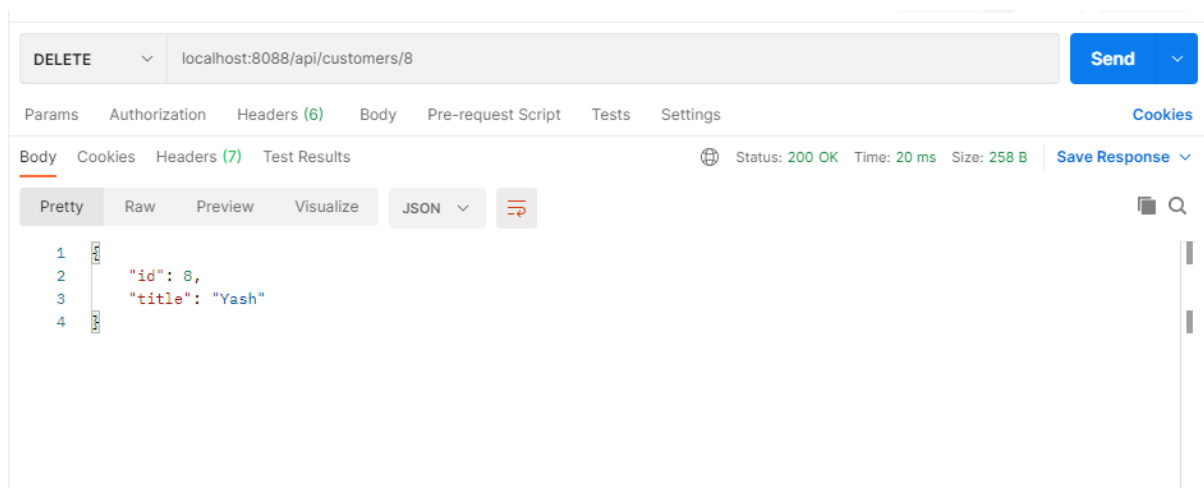 DELETE localhost:8088/api/customers/8 Send
Params Authorization Headers (6) Body Pre-request Script Tests Settings Cookies
Body Cookies Headers (7) Test Results Status: 200 OK Time: 20 ms Size: 258 B Save Response
Pretty Raw Preview Visualize JSON
1 {
2 "id": 8,
3 "title": "Yash"
4 }